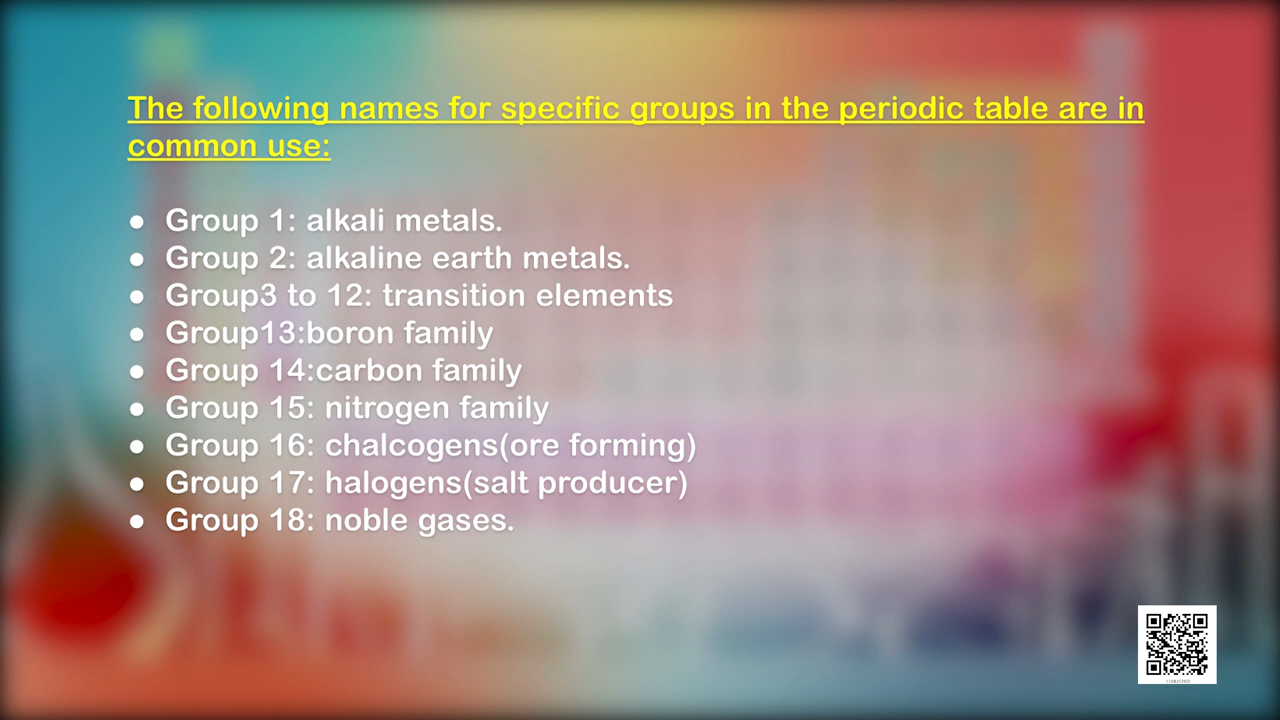 The following names for specific groups in the periodic table are in
common use:
● Group 1: alkali metals.
● Group 2: alkaline earth metals.
● Group3 to 12: transition elements
● Group13:boron family
● Group 14:carbon family
● Group 15: nitrogen family
● Group 16: chalcogens(ore forming)
● Group 17: halogens(salt producer)
● Group 18: noble gases.